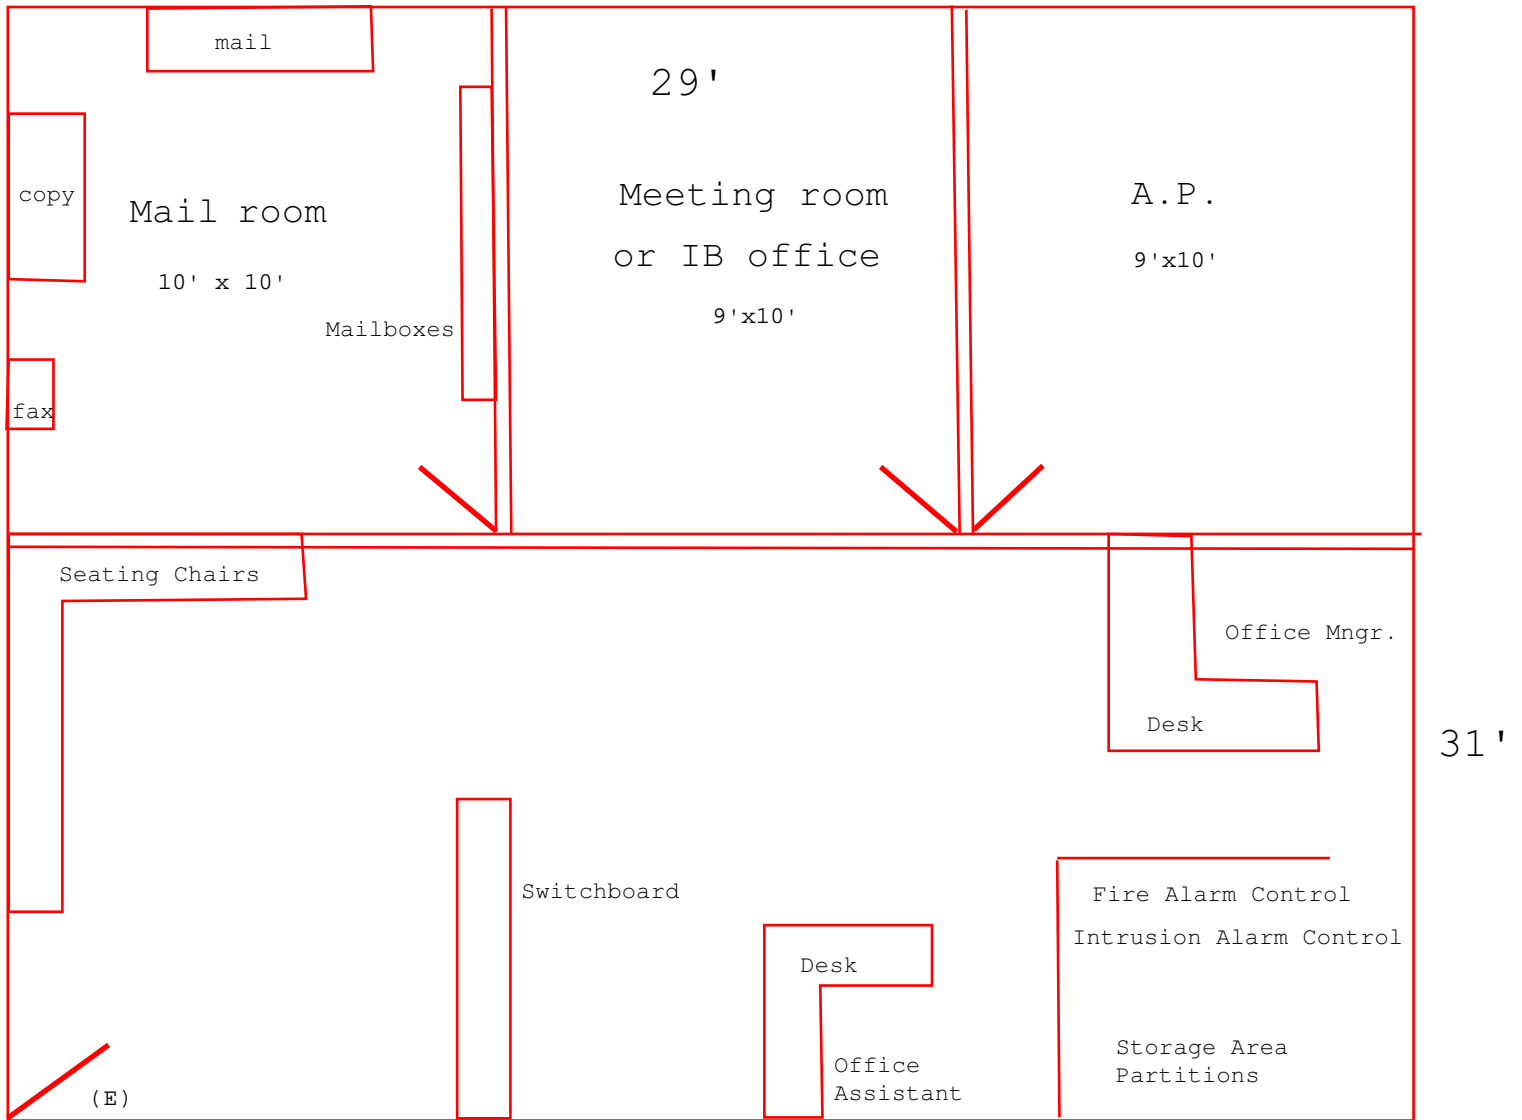 mail
29'
copy
Mail room
10' x 10'
Mailboxes
fax
Meeting room
or IB office
9'x10'
A.P.
9'x10'
Seating Chairs
Office Mngr.
Desk
31'
Switchboard
Desk
Office
Assistant
Fire Alarm Control
Intrusion Alarm Control
Storage Area
Partitions
(E)